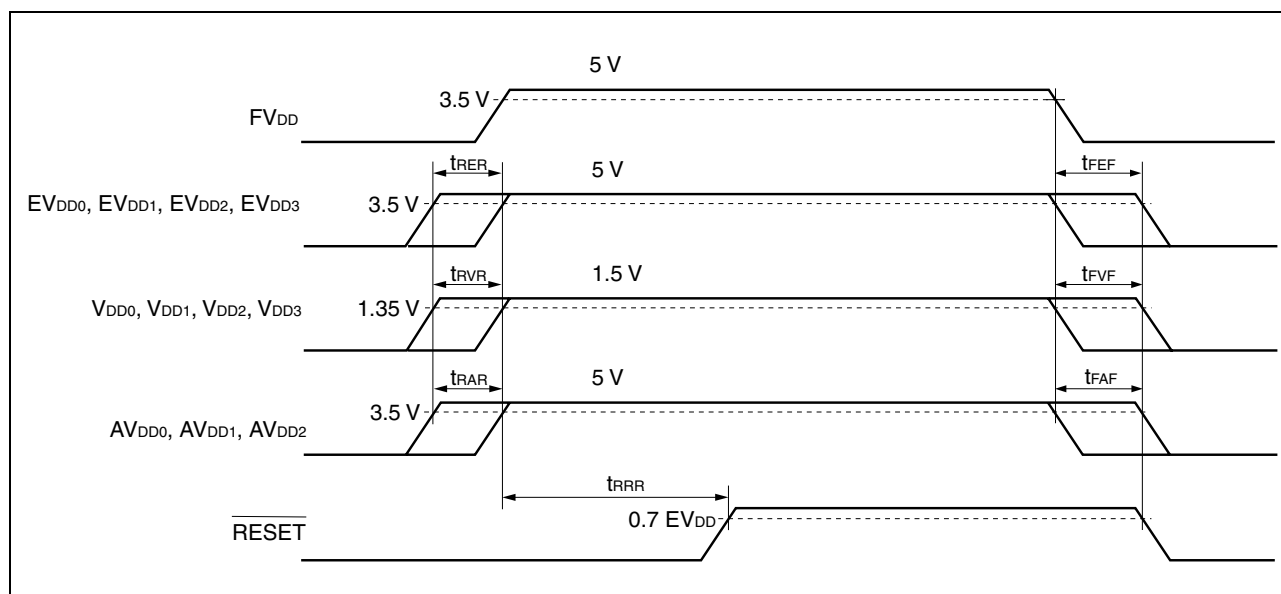 5 V
3.5 V
FVDD
tRER
5 V
tFEF
EVDD0, EVDD1, EVDD2, EVDD3
3.5 V
tRVR
1.5 V
tFVF
VDD0, VDD1, VDD2, VDD3
1.35 V
tRAR
5 V
tFAF
3.5 V
AVDD0, AVDD1, AVDD2
tRRR
0.7 EVDD
RESET